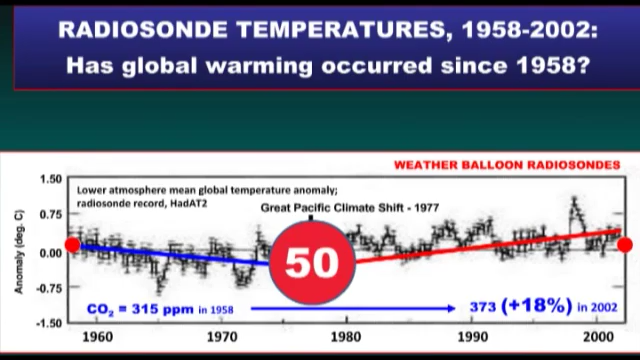 RADIOSONDE TEMPERATURES, 1958-2002:
Has global warming occurred since 1958?
WEATHER BALLOON RADIOSONDES
Lower atmosphere mean global temperature anomaly;
radiosonde record, HadAT2
Great Pacific Climate Shift - 1977
Anomaly (deg. C)
1.50
0.75
0.00
-0.75
-1.50
50
CO₂ = 315 ppm in 1958
373 (+18%) in 2002
1960
1970
1980
1990
2000